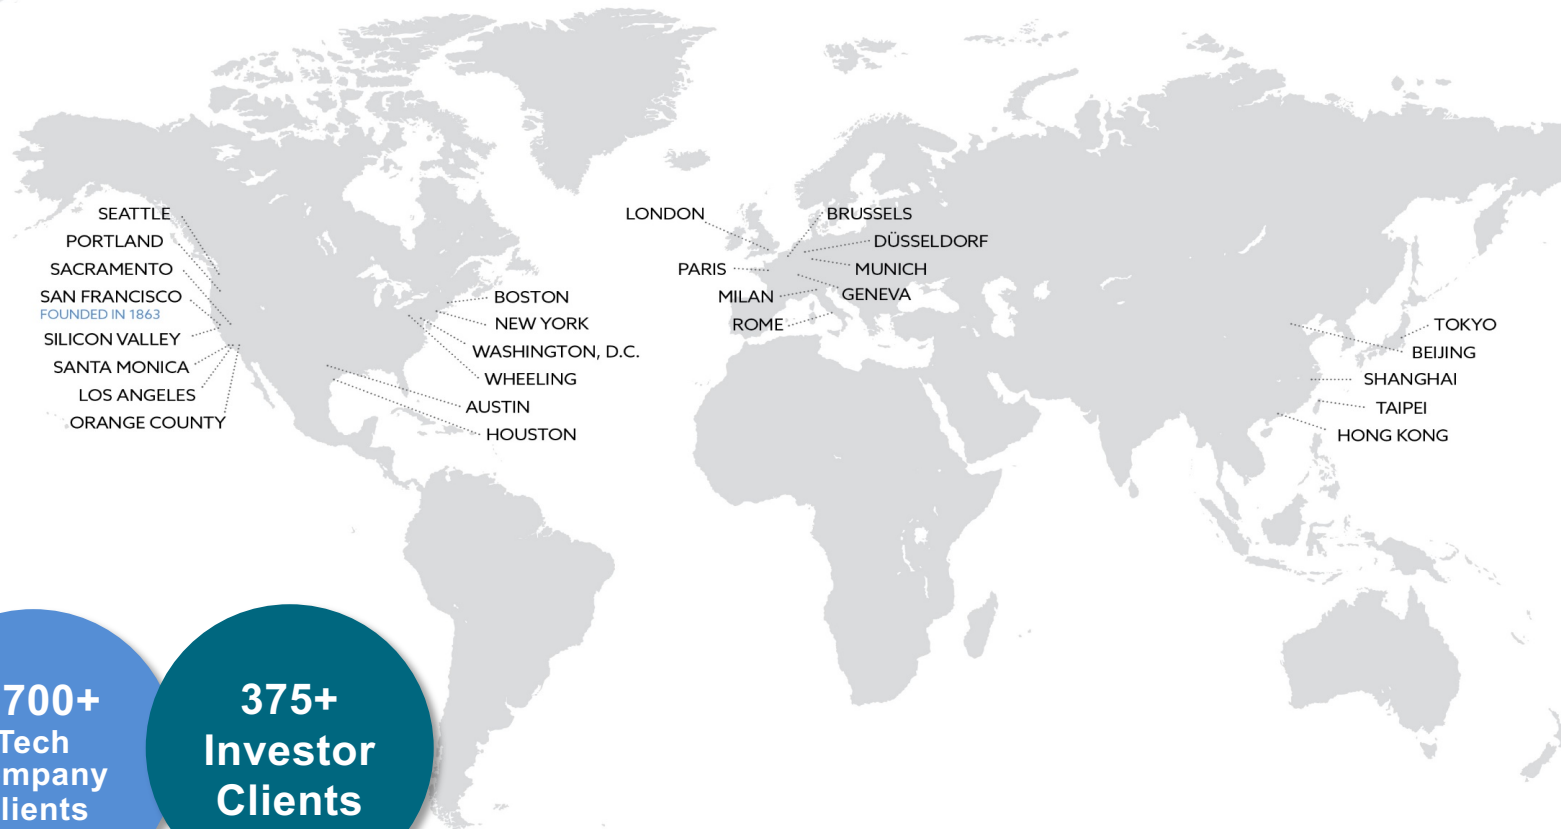 SEATTLE
PORTLAND
SACRAMENTO
SAN FRANCISCO
FOUNDED IN 1863
SILICON VALLEY
SANTA MONICA
LOS ANGELES
ORANGE COUNTY
BOSTON
NEW YORK
WASHINGTON, D.C.
WHEELING
AUSTIN
HOUSTON
LONDON
PARIS
MILAN
ROME
BRUSSELS
DÜSSELDORF
MUNICH
GENEVA
TOKYO
BEIJING
SHANGHAI
TAIPEI
HONG KONG
700+
Tech
mpany
lients
375+
Investor
Clients